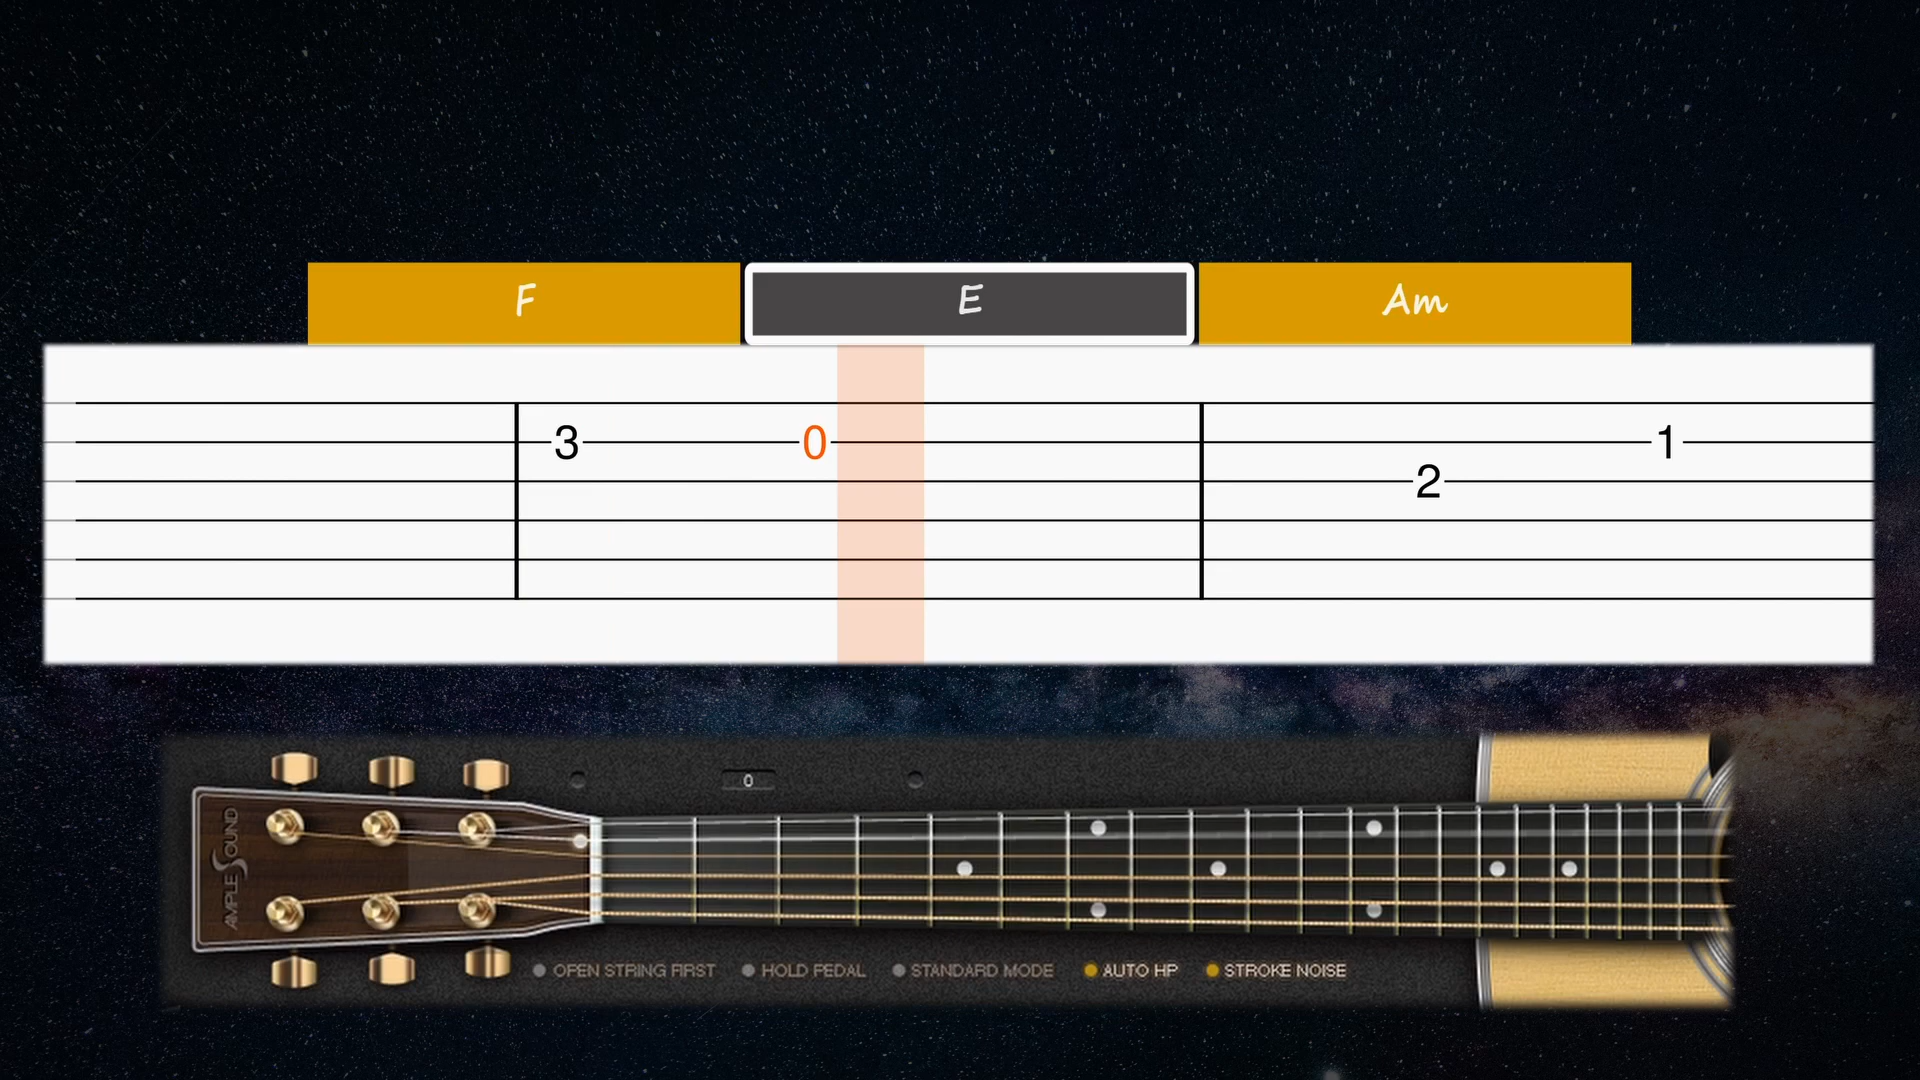 F E Am
3 0 1
2
0
AMPLE SOUND
OPEN STRING FIRST HOLD PEDAL STANDARD MODE AUTO HP STROKE NOISE